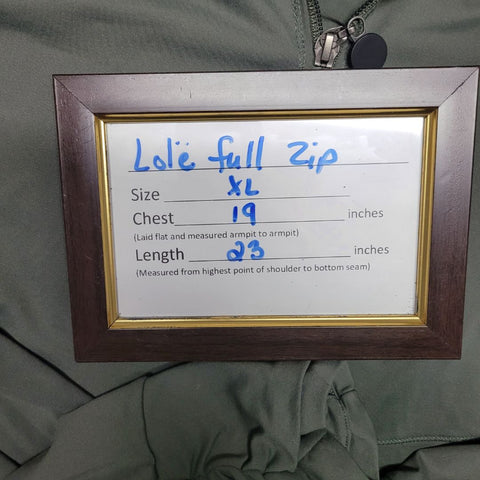 Lolë full Zip
Size XL
Chest 19 inches
(Laid flat and measured armpit to armpit)
Length 23 inches
(Measured from highest point of shoulder to bottom seam)